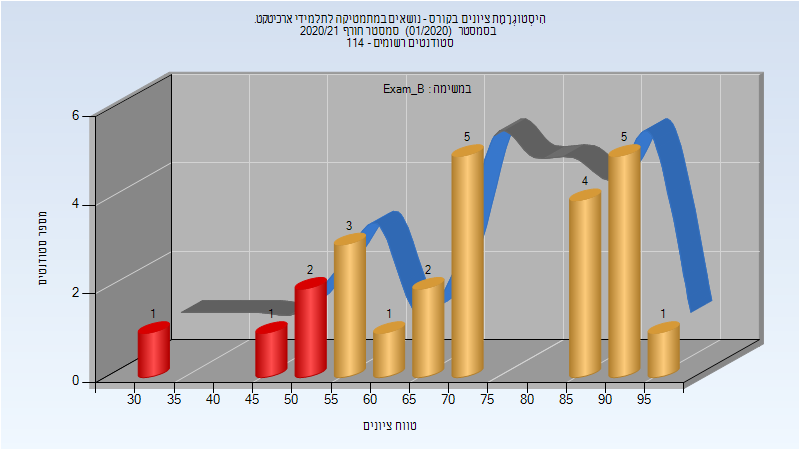 היסטוגרמת ציונים בקורס - נושאים במתמטיקה לתלמידי ארכיטקט.
בסמסטר (01/2020) סמסטר חורף 2020/21
סטודנטים רשומים - 114
במשימה : Exam_B
מספר סטודנטים
6
4
2
0
1
1
2
3
1
2
5
4
5
1
30 35 40 45 50 55 60 65 70 75 80 85 90 95
טווח ציונים